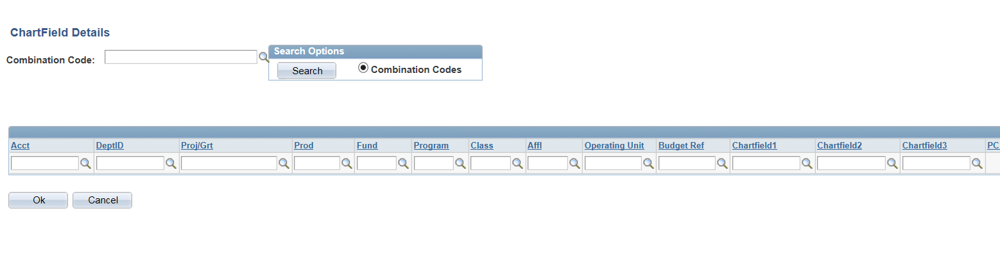 ChartField Details
Combination Code:
Search Options
Search Combination Codes
Acct DeptID Proj/Grt Prod Fund Program Class Affl Operating Unit Budget Ref Chartfield1 Chartfield2 Chartfield3 PC
Ok Cancel